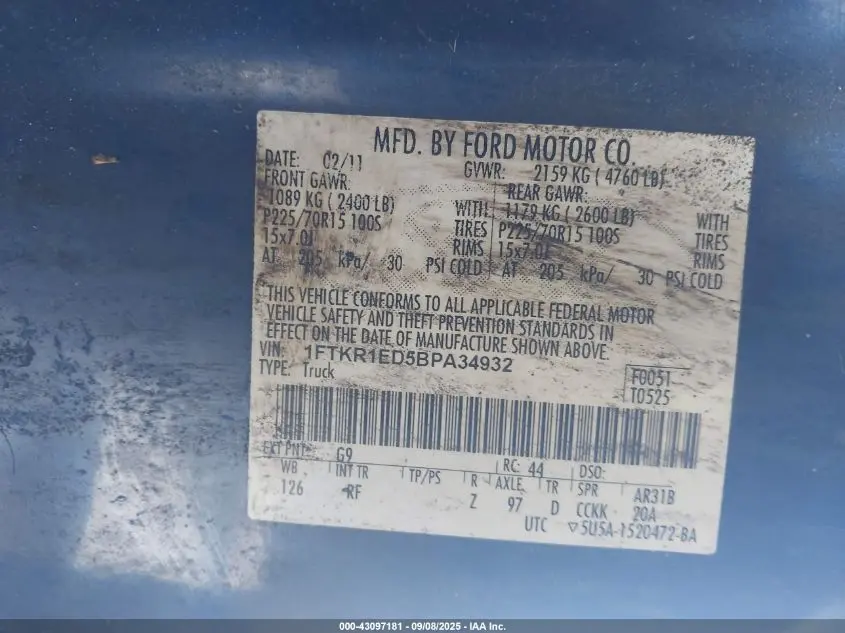 MFD. BY FORD MOTOR CO.
DATE: 02/11 GVWR: 2159 KG ( 4760 LB)
FRONT GAWR: REAR GAWR:
1089 KG ( 2400 LB) WITH 1179 KG ( 2600 LB) WITH
P225/70R15 100S TIRES P225/70R15 100S TIRES
15x7.0J RIMS 15x7.0J RIMS
AT 205 kPa/ 30 PSI COLD AT 205 kPa/ 30 PSI COLD
THIS VEHICLE CONFORMS TO ALL APPLICABLE FEDERAL MOTOR
VEHICLE SAFETY AND THEFT PREVENTION STANDARDS IN
EFFECT ON THE DATE OF MANUFACTURE SHOWN ABOVE.
VIN: 1FTKR1ED5BPA34932
TYPE: Truck
F0051
T0525
EXT PNT: G9 RC: 44 DSO:
WB INT TR TP/PS R AXLE TR SPR AR31B
126 RF Z 97 D CCKK 20A
UTC ▽5U5A-1520472-BA
000-43097181 - 09/08/2025 - IAA Inc.